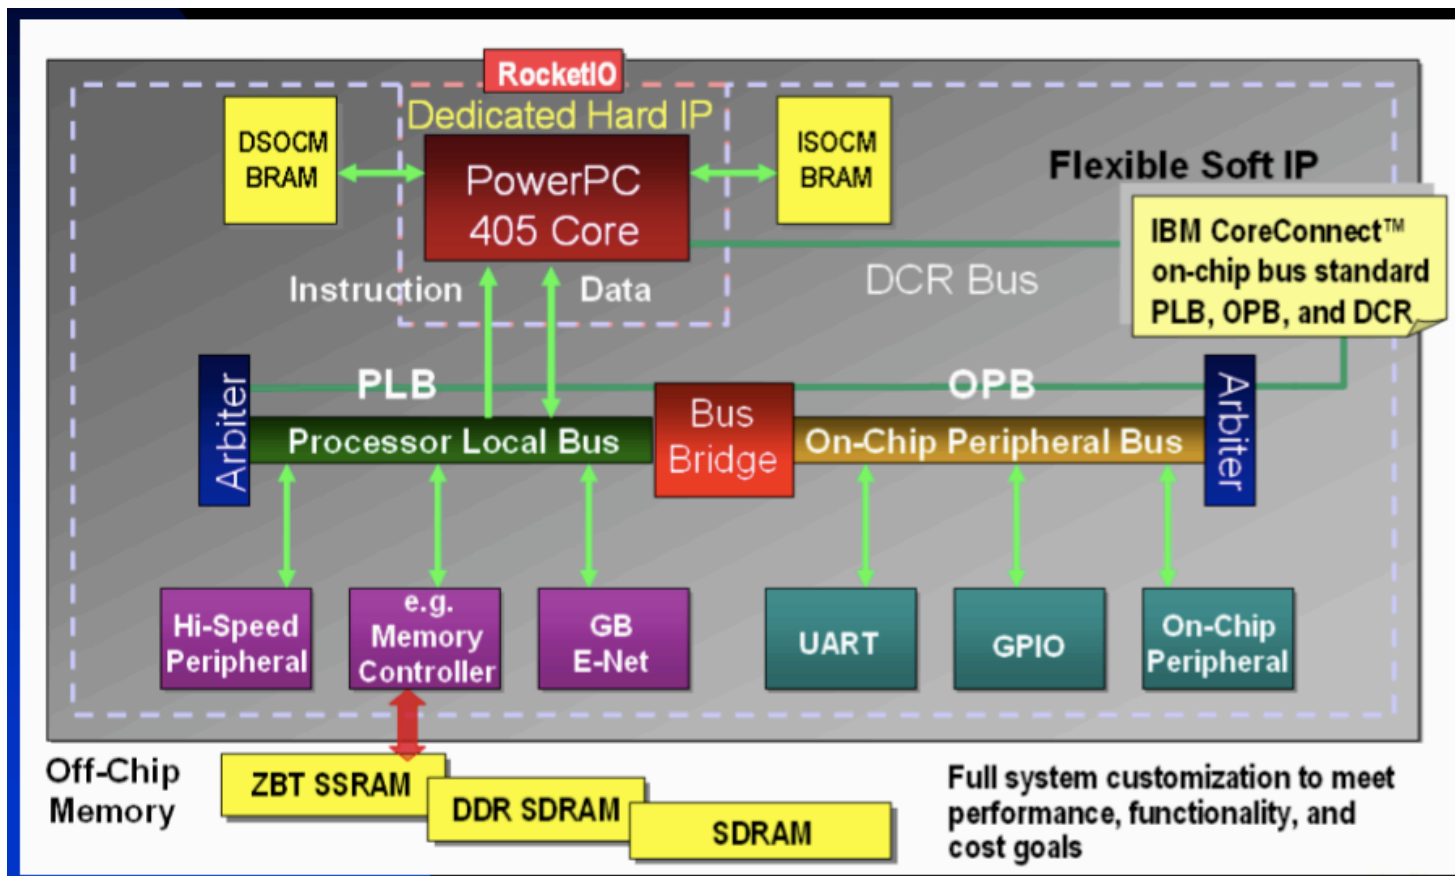 RocketIO
Dedicated Hard IP
DSOCM
BRAM
PowerPC
405 Core
ISOCM
BRAM
Flexible Soft IP
IBM CoreConnect™
on-chip bus standard
PLB, OPB, and DCR
DCR Bus
Instruction
Data
Arbiter
PLB
Processor Local Bus
Bus
Bridge
OPB
On-Chip Peripheral Bus
Arbiter
Hi-Speed
Peripheral
e.g.
Memory
Controller
GB
E-Net
UART
GPIO
On-Chip
Peripheral
Off-Chip
Memory
ZBT SSRAM
DDR SDRAM
SDRAM
Full system customization to meet
performance, functionality, and
cost goals